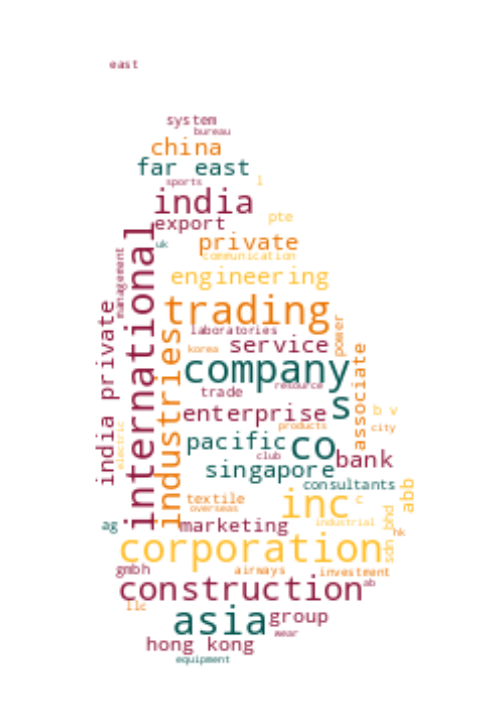 east
system
bureau
china
far east
sports
l
india
pte
export
uk
private
communication
management
engineering
international
trading
india private
industries
laboratories
power
service
korea
company
associate
resource
trade
s
enterprise
b v
products
city
electric
pacific
co
club
bank
singapore
consultants
abb
textile
inc
c
overseas
bhd
ag
marketing
industrial
hk
corporation
sdn
gmbh
airways
investment
construction
ab
llc
asia
group
wear
hong kong
equipment